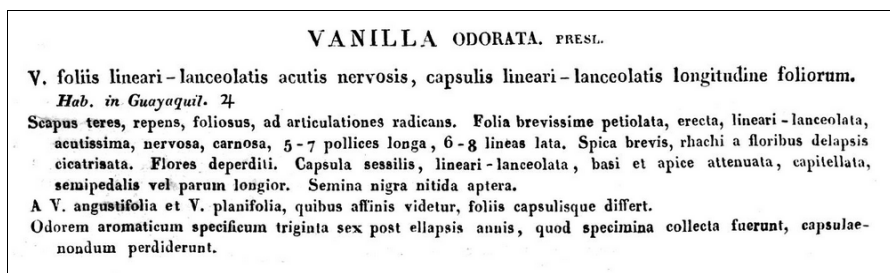 VANILLA ODORATA. PRESL.
V. foliis lineari-lanceolatis acutis nervosis, capsulis lineari-lanceolatis longitudine foliorum.
Hab. in Guayaquil. ♃
Scapus teres, repens, foliosus, ad articulationes radicans. Folia brevissime petiolata, erecta, lineari-lanceolata,
acutissima, nervosa, carnosa, 5-7 pollices longa, 6-8 lineas lata. Spica brevis, rhachi a floribus delapsis
cicatrisata. Flores deperditi. Capsula sessilis, lineari-lanceolata, basi et apice attenuata, capitellata,
semipedalis vel parum longior. Semina nigra nitida aptera.
A V. angustifolia et V. planifolia, quibus affinis videtur, foliis capsulisque differt.
Odorem aromaticum specificum triginta sex post ellapsis annis, quod specimina collecta fuerunt, capsulae-
nondum perdiderunt.